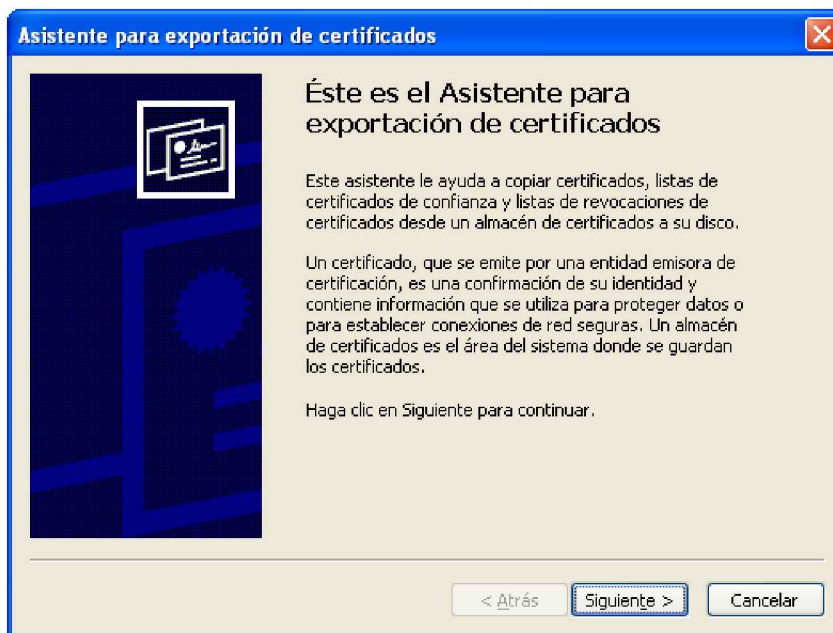 Asistente para exportación de certificados
Éste es el Asistente para
exportación de certificados
Este asistente le ayuda a copiar certificados, listas de
certificados de confianza y listas de revocaciones de
certificados desde un almacén de certificados a su disco.
Un certificado, que se emite por una entidad emisora de
certificación, es una confirmación de su identidad y
contiene información que se utiliza para proteger datos o
para establecer conexiones de red seguras. Un almacén
de certificados es el área del sistema donde se guardan
los certificados.
Haga clic en Siguiente para continuar.
< Atrás Siguiente > Cancelar